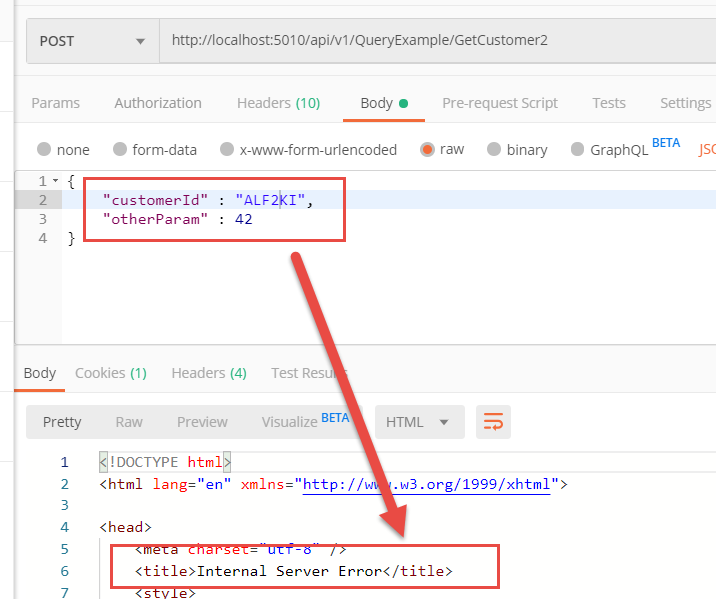 POST http://localhost:5010/api/v1/QueryExample/GetCustomer2
Params Authorization Headers (10) Body Pre-request Script Tests Settings
none form-data x-www-form-urlencoded raw binary GraphQL BETA JSO
1 {
2 "customerId" : "ALF2KI",
3 "otherParam" : 42
4 }
Body Cookies (1) Headers (4) Test Results
Pretty Raw Preview Visualize BETA HTML
1 <!DOCTYPE html>
2 <html lang="en" xmlns="http://www.w3.org/1999/xhtml">
3
4 <head>
5 <meta charset="utf-8" />
6 <title>Internal Server Error</title>
7 <style>